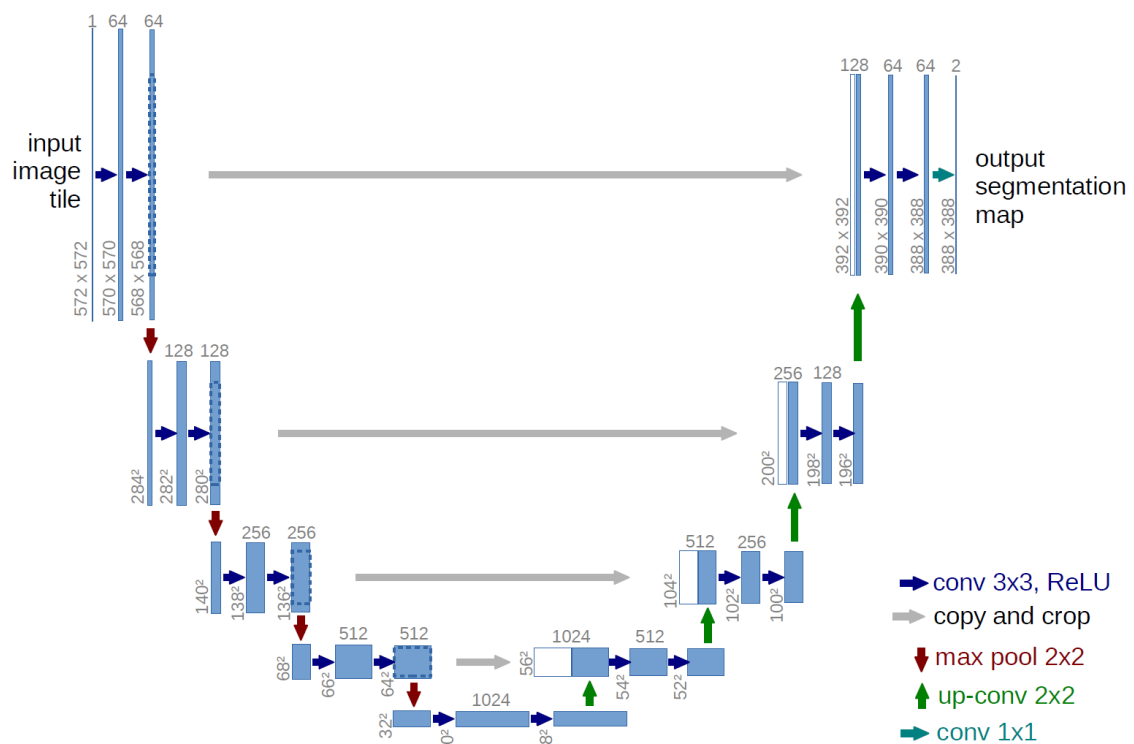 1 64 64
128 64 64 2
input
image
tile
output
segmentation
map
572 x 572
570 x 570
568 x 568
392 x 392
390 x 390
388 x 388
388 x 388
128 128
256 128
284²
282²
280²
200²
198²
196²
256 256
512 256
140²
138²
136²
104²
102²
100²
512 512
1024 512
68²
66²
64²
56²
54²
52²
1024
32²
conv 3x3, ReLU
copy and crop
max pool 2x2
up-conv 2x2
conv 1x1